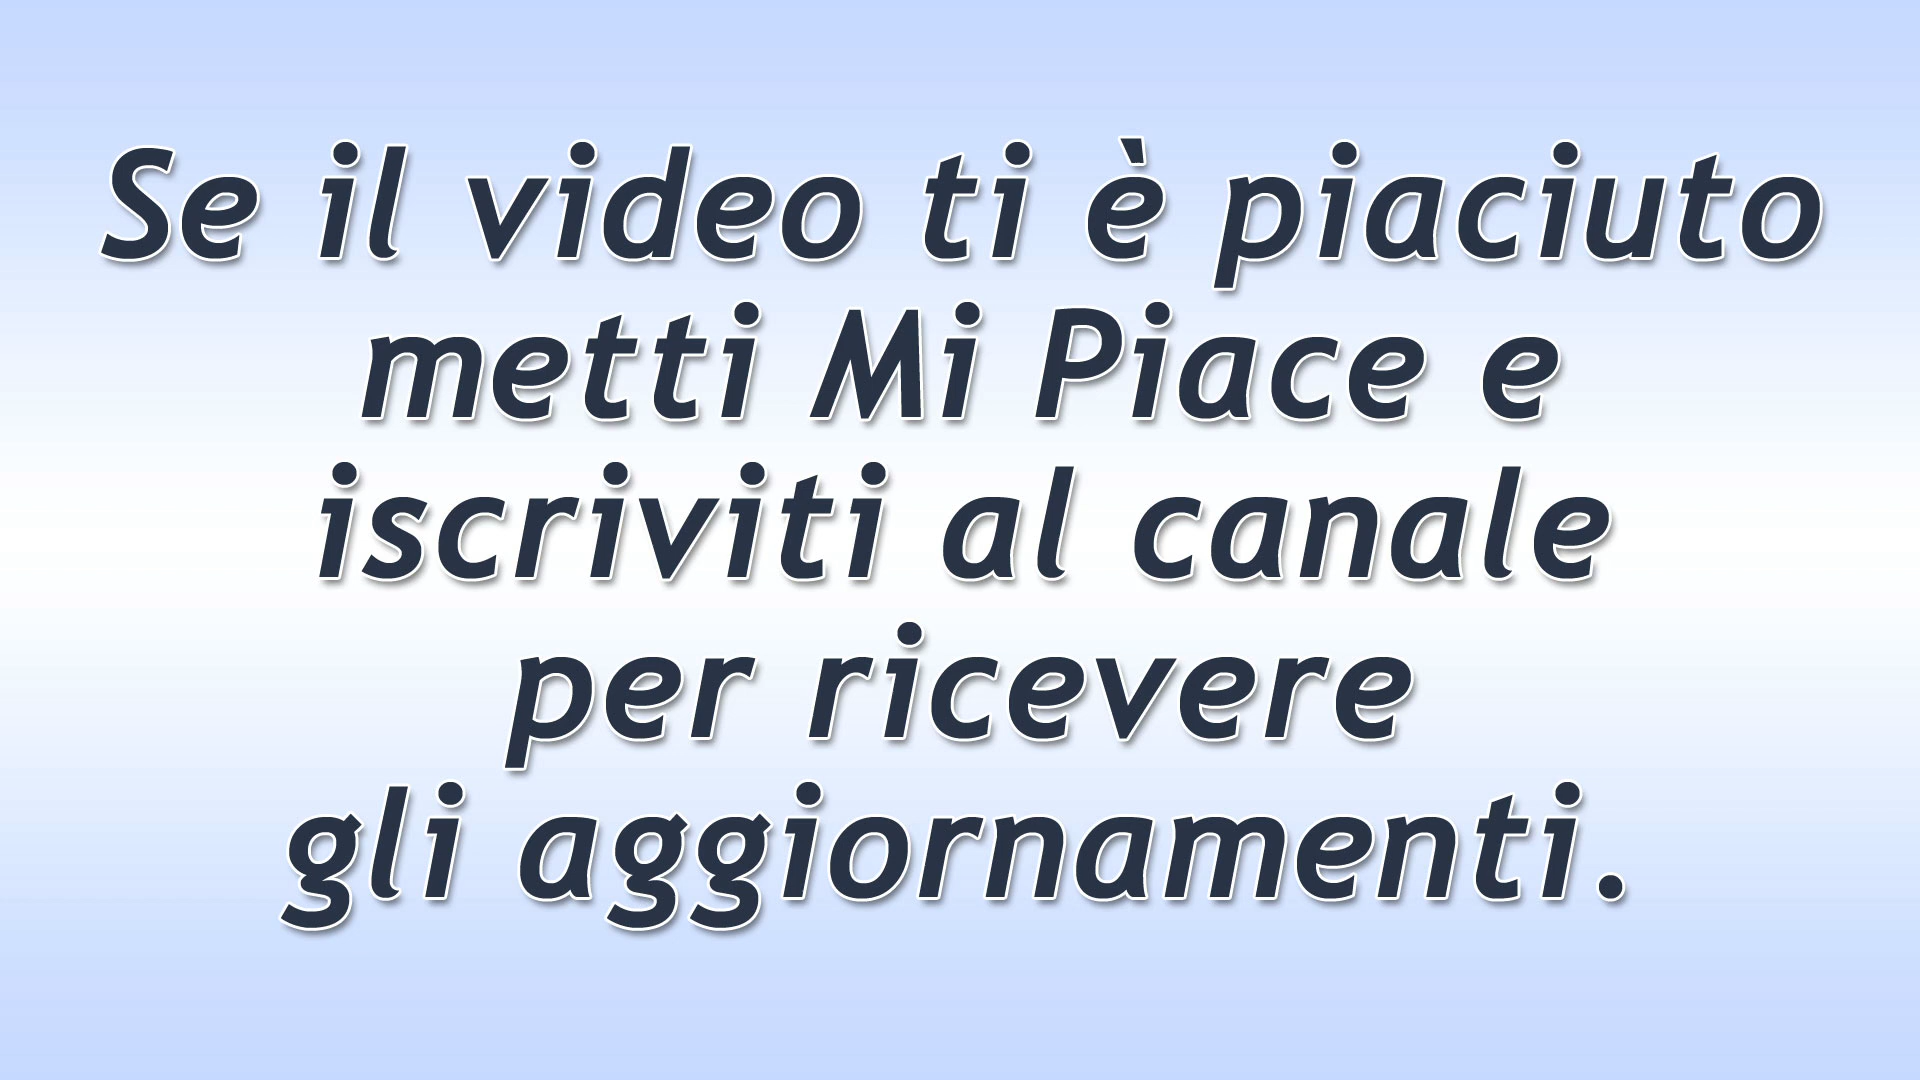 Se il video ti è piaciuto
metti Mi Piace e
iscriviti al canale
per ricevere
gli aggiornamenti.